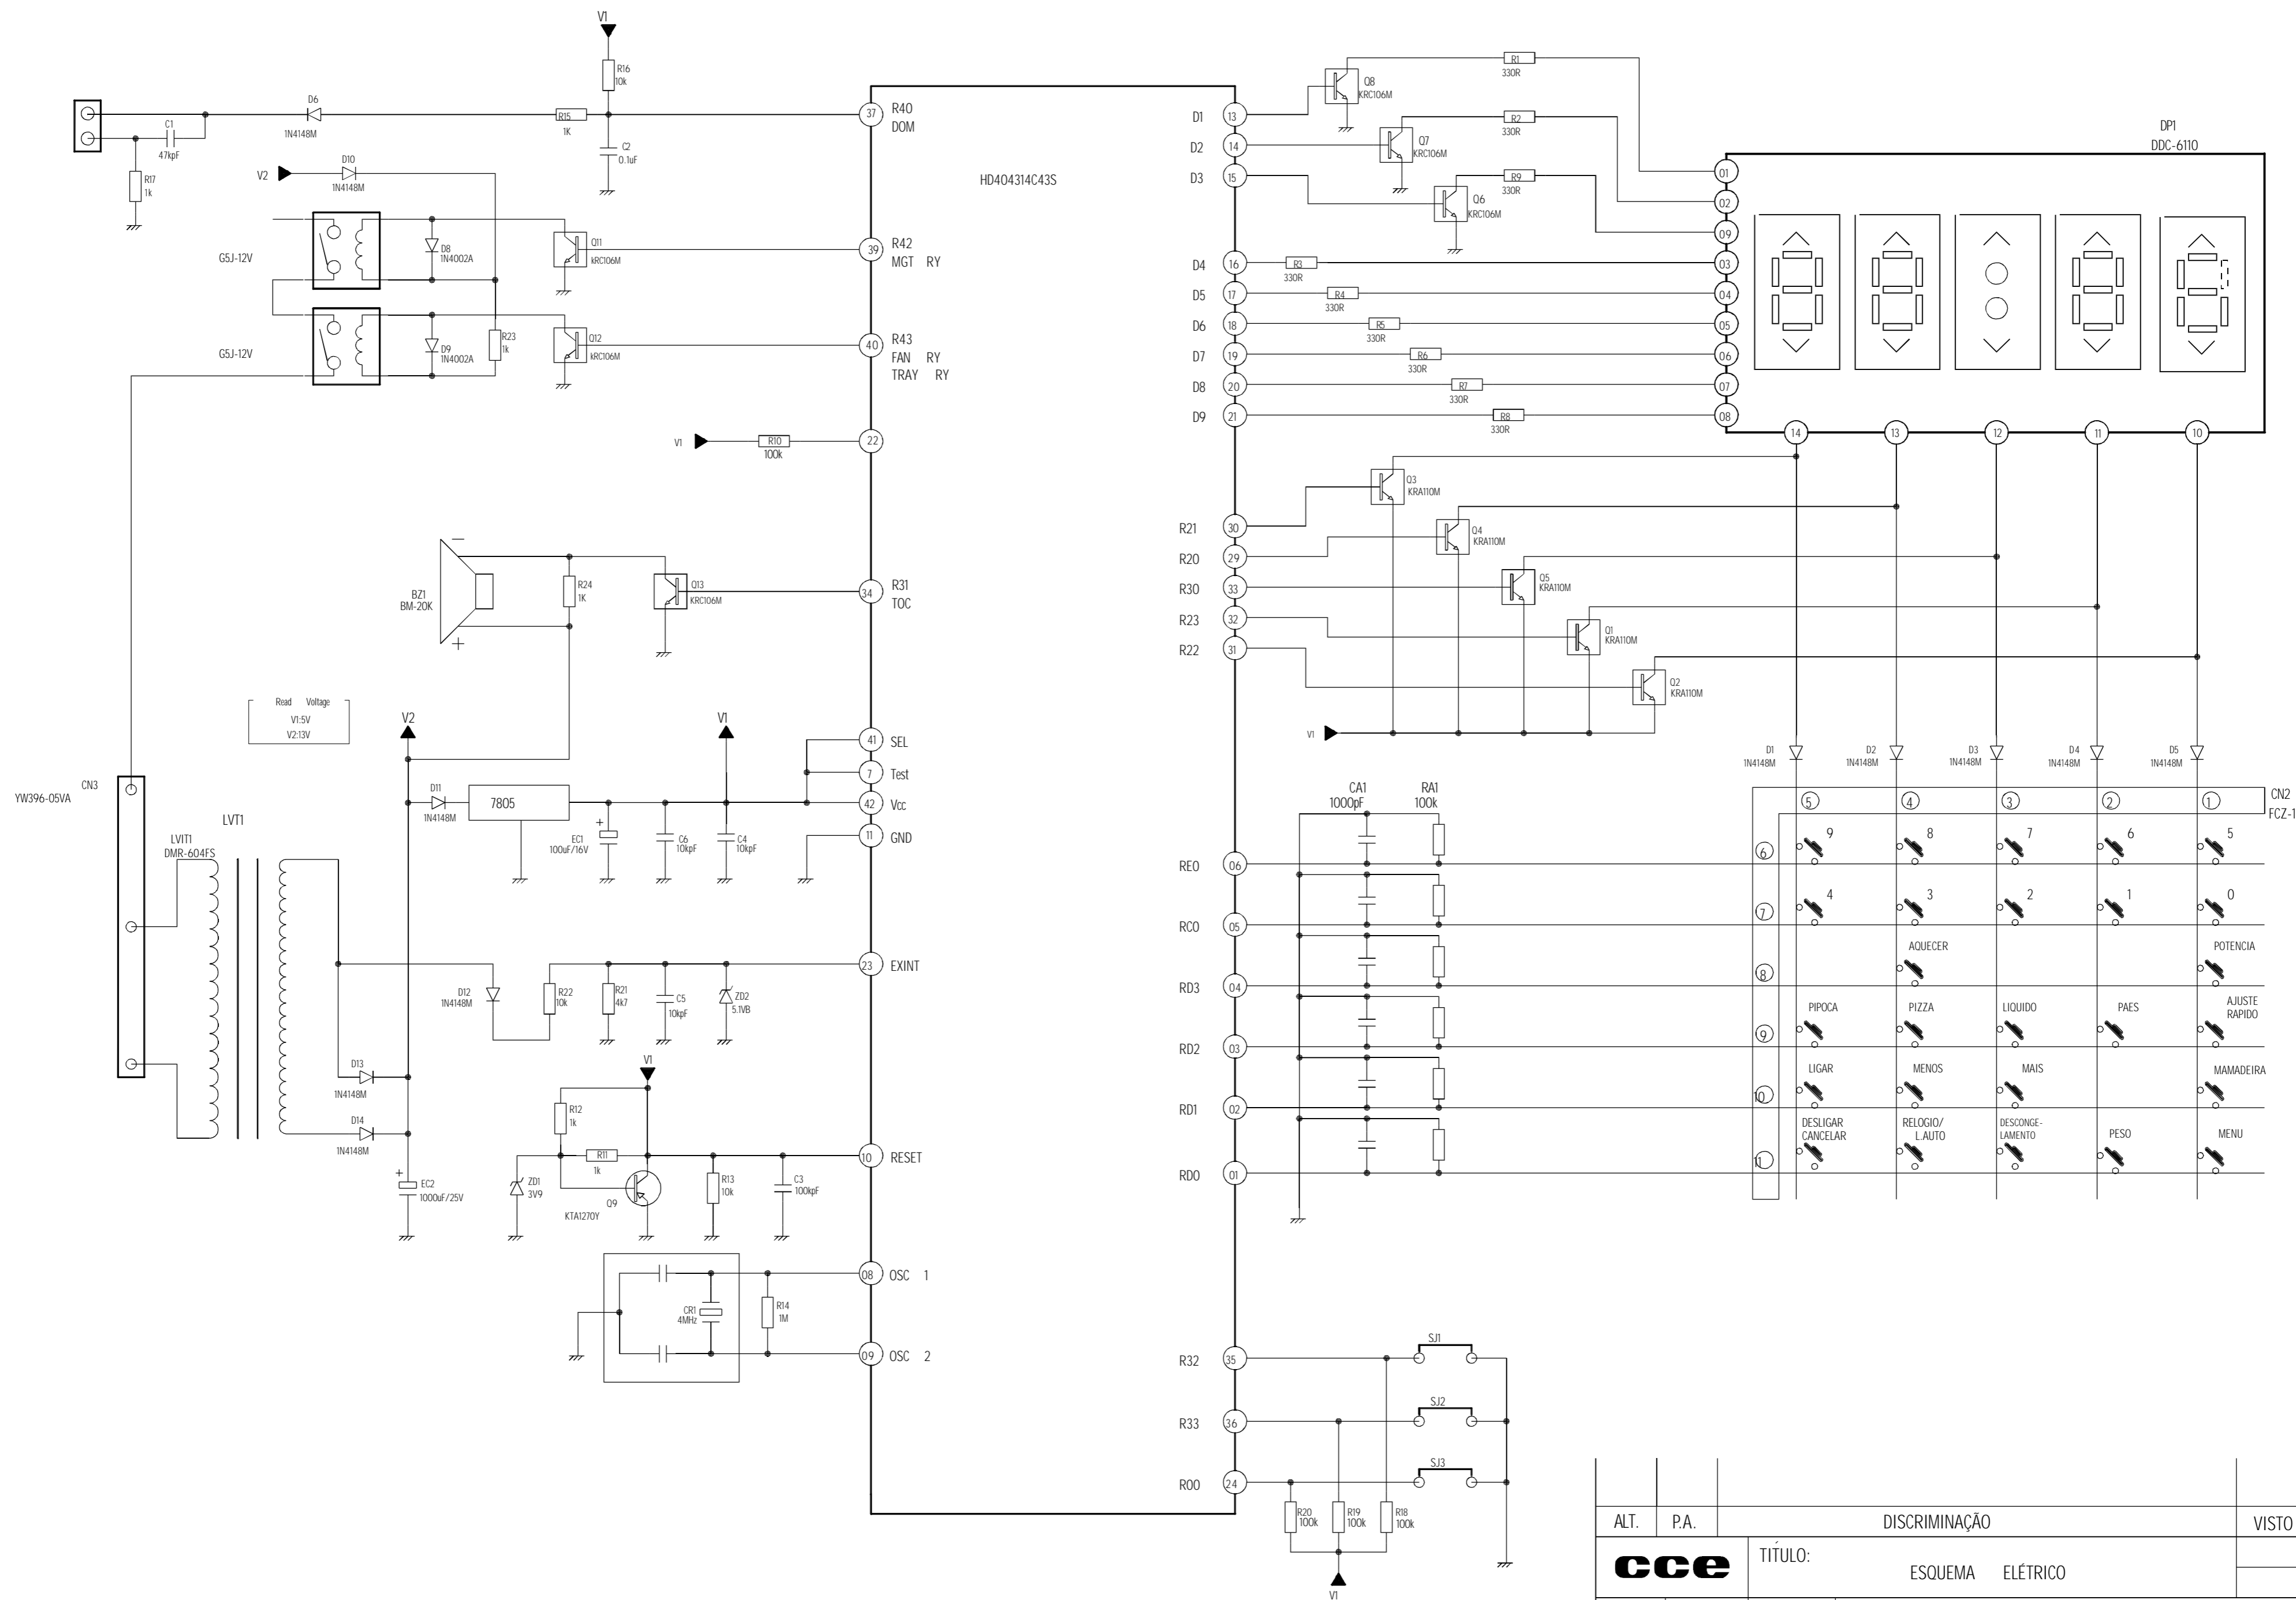 V1
R16
10k
D6
1N4148M
R15
1K
C1
47kpF
R17
1k
C2
0.1uF
V2
D10
1N4148M
G5J-12V
D8
1N4002A
Q11
kRC106M
G5J-12V
D9
1N4002A
R23
1k
Q12
kRC106M
V1
R10
100k
BZ1
BM-20K
R24
1K
Q13
KRC106M
Read Voltage
V1:5V
V2:13V
V2
V1
CN3
YW396-05VA
D11
1N4148M
7805
EC1
100uF/16V
C6
10kpF
C4
10kpF
LVT1
LVIT1
DMR-604FS
D12
1N4148M
R22
10k
R21
4k7
C5
10kpF
ZD2
5.1VB
D13
1N4148M
D14
1N4148M
EC2
1000uF/25V
V1
R12
1k
R11
1k
ZD1
3V9
Q9
KTA1270Y
R13
10k
C3
100kpF
CR1
4MHz
R14
1M
HD404314C43S
37 R40
DOM
39 R42
MGT RY
40 R43
FAN RY
TRAY RY
22
34 R31
TOC
41 SEL
7 Test
42 Vcc
11 GND
23 EXINT
10 RESET
08 OSC 1
09 OSC 2
D1 13
D2 14
D3 15
D4 16
D5 17
D6 18
D7 19
D8 20
D9 21
R21 30
R20 29
R30 33
R23 32
R22 31
RE0 06
RC0 05
RD3 04
RD2 03
RD1 02
RD0 01
R32 35
R33 36
R00 24
Q8
KRC106M
R1
330R
Q7
KRC106M
R2
330R
Q6
KRC106M
R9
330R
R3
330R
R4
330R
R5
330R
R6
330R
R7
330R
R8
330R
DP1
DDC-6110
01
02
09
03
04
05
06
07
08
14 13 12 11 10
Q3
KRA110M
Q4
KRA110M
Q5
KRA110M
Q1
KRA110M
Q2
KRA110M
V1
D1
1N4148M
D2
1N4148M
D3
1N4148M
D4
1N4148M
D5
1N4148M
CA1
1000pF
RA1
100k
CN2
FCZ-1
5 4 3 2 1
6 9 8 7 6 5
7 4 3 2 1 0
8 AQUECER POTENCIA
9 PIPOCA PIZZA LIQUIDO PAES AJUSTE
RAPIDO
10 LIGAR MENOS MAIS MAMADEIRA
11 DESLIGAR
CANCELAR
RELOGIO/
L.AUTO
DESCONGE-
LAMENTO
PESO
MENU
SJ1
SJ2
SJ3
R20
100k
R19
100k
R18
100k
V1
ALT. P.A. DISCRIMINAÇÃO VISTO
cce
TITÚLO:
ESQUEMA ELÉTRICO